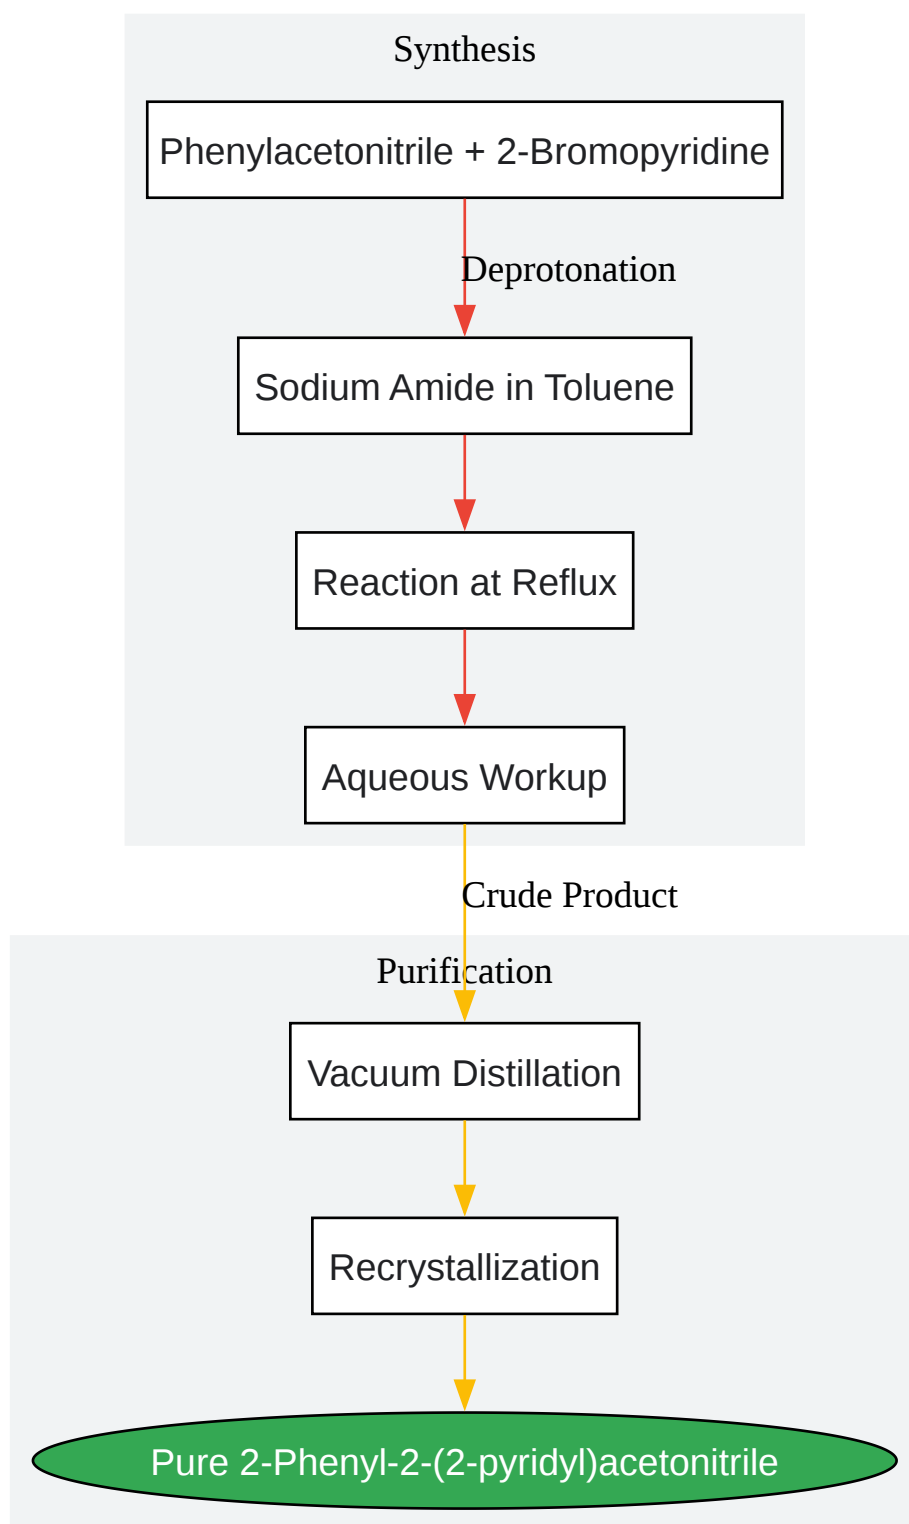 Synthesis
Phenylacetonitrile + 2-Bromopyridine
Deprotonation
Sodium Amide in Toluene
Reaction at Reflux
Aqueous Workup
Crude Product
Purification
Vacuum Distillation
Recrystallization
Pure 2-Phenyl-2-(2-pyridyl)acetonitrile